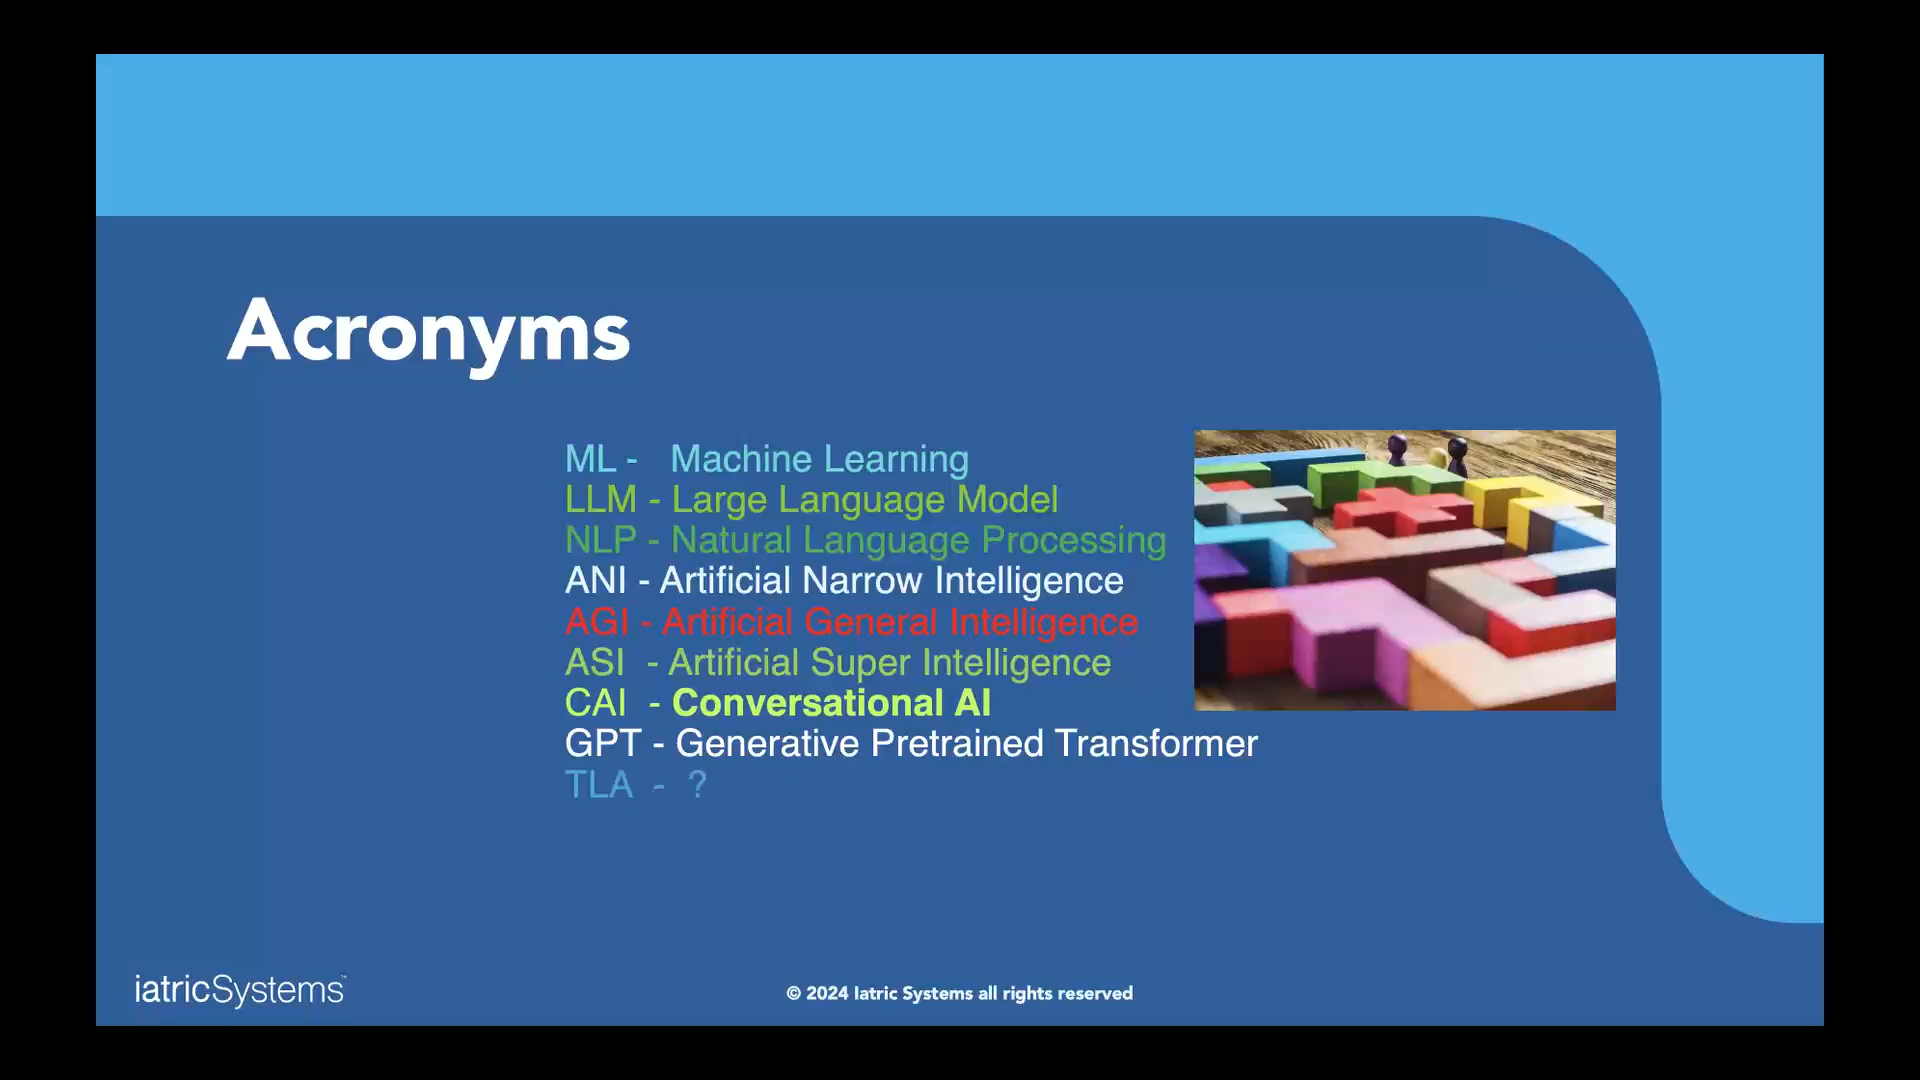 Acronyms
ML - Machine Learning
LLM - Large Language Model
NLP - Natural Language Processing
ANI - Artificial Narrow Intelligence
AGI - Artificial General Intelligence
ASI - Artificial Super Intelligence
CAI - Conversational AI
GPT - Generative Pretrained Transformer
TLA - ?
iatricSystems™
© 2024 Iatric Systems all rights reserved